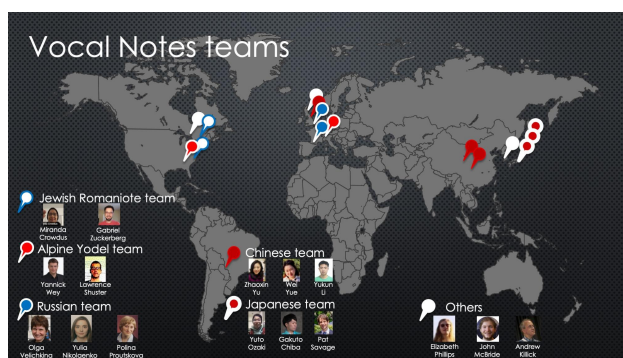 Vocal Notes teams
Jewish Romaniote team
Miranda Crowdus
Gabriel Zuckerberg
Alpine Yodel team
Yannick Wey
Lawrence Shuster
Russian team
Olga Velichkina
Yulia Nikolaenko
Polina Proutskova
Chinese team
Zhaoxin Yu
Wei Yue
Yukun Li
Japanese team
Yuto Ozaki
Gakuto Chiba
Pat Savage
Others
Elizabeth Phillips
John McBride
Andrew Killick